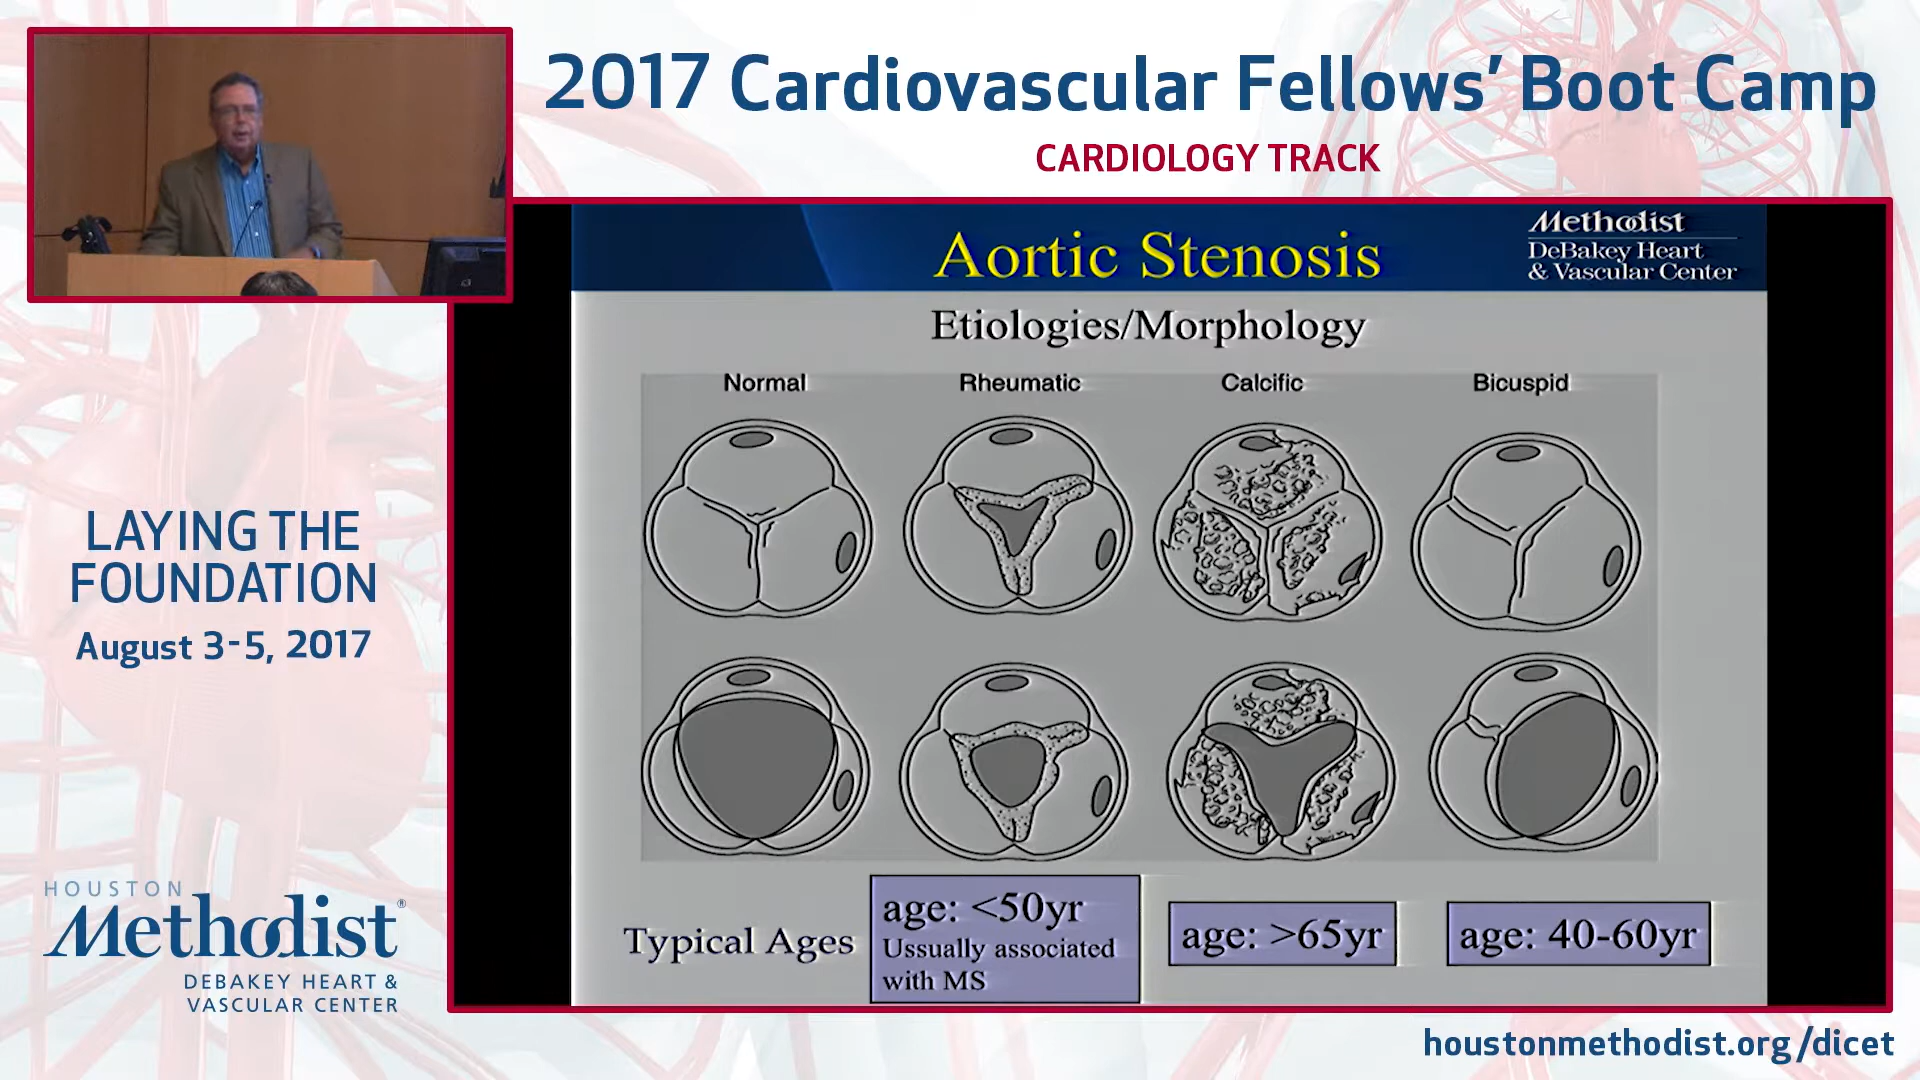 2017 Cardiovascular Fellows’ Boot Camp
CARDIOLOGY TRACK
LAYING THE
FOUNDATION
August 3-5, 2017
HOUSTON
Methodist®
DEBAKEY HEART &
VASCULAR CENTER
Aortic Stenosis
Methodist
DeBakey Heart
& Vascular Center
Etiologies/Morphology
Normal Rheumatic Calcific Bicuspid
Typical Ages
age: <50yr
Ussually associated
with MS
age: >65yr
age: 40-60yr
houstonmethodist.org/dicet